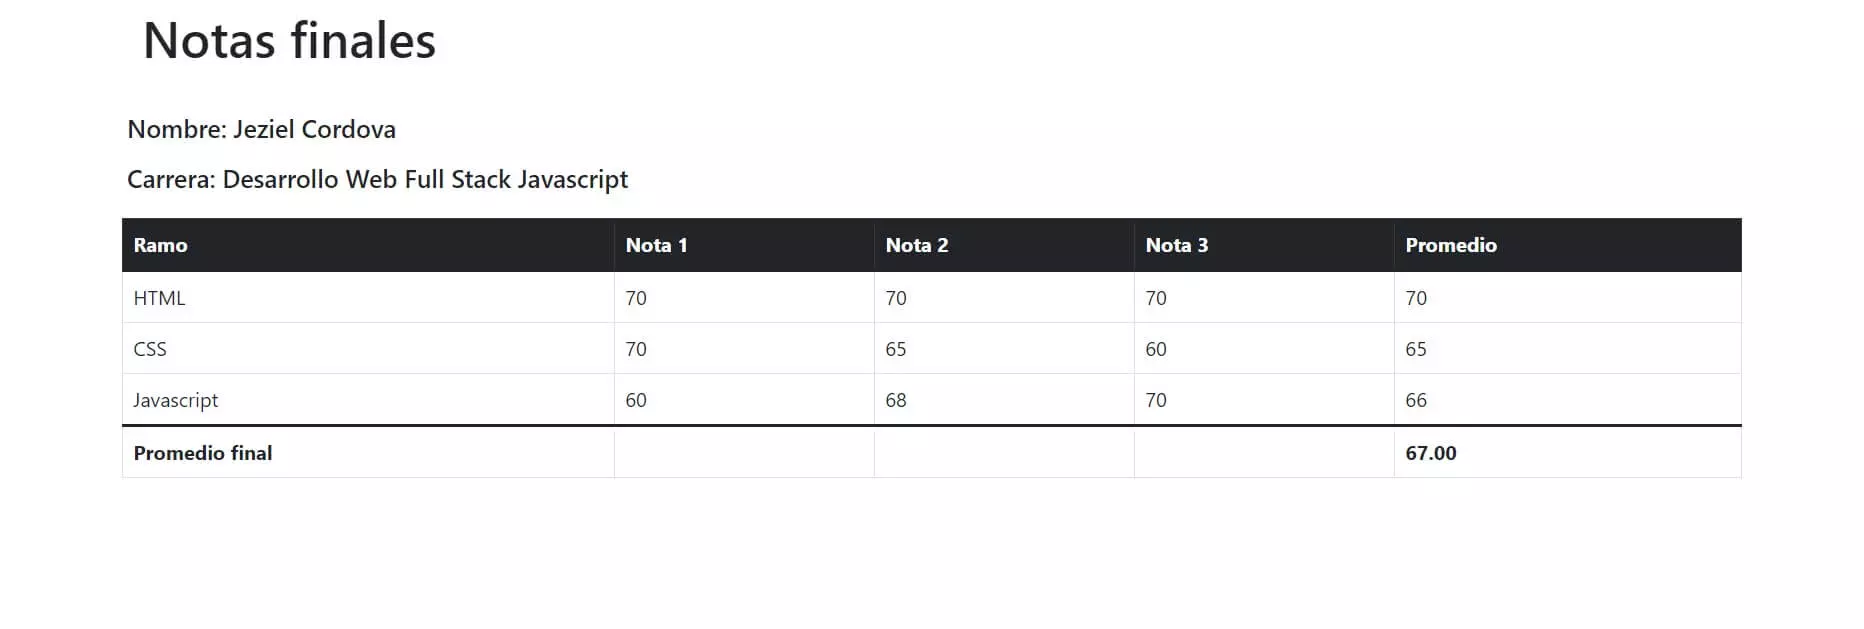 Notas finales
Nombre: Jeziel Cordova
Carrera: Desarrollo Web Full Stack Javascript
Ramo Nota 1 Nota 2 Nota 3 Promedio
HTML 70 70 70 70
CSS 70 65 60 65
Javascript 60 68 70 66
Promedio final 67.00